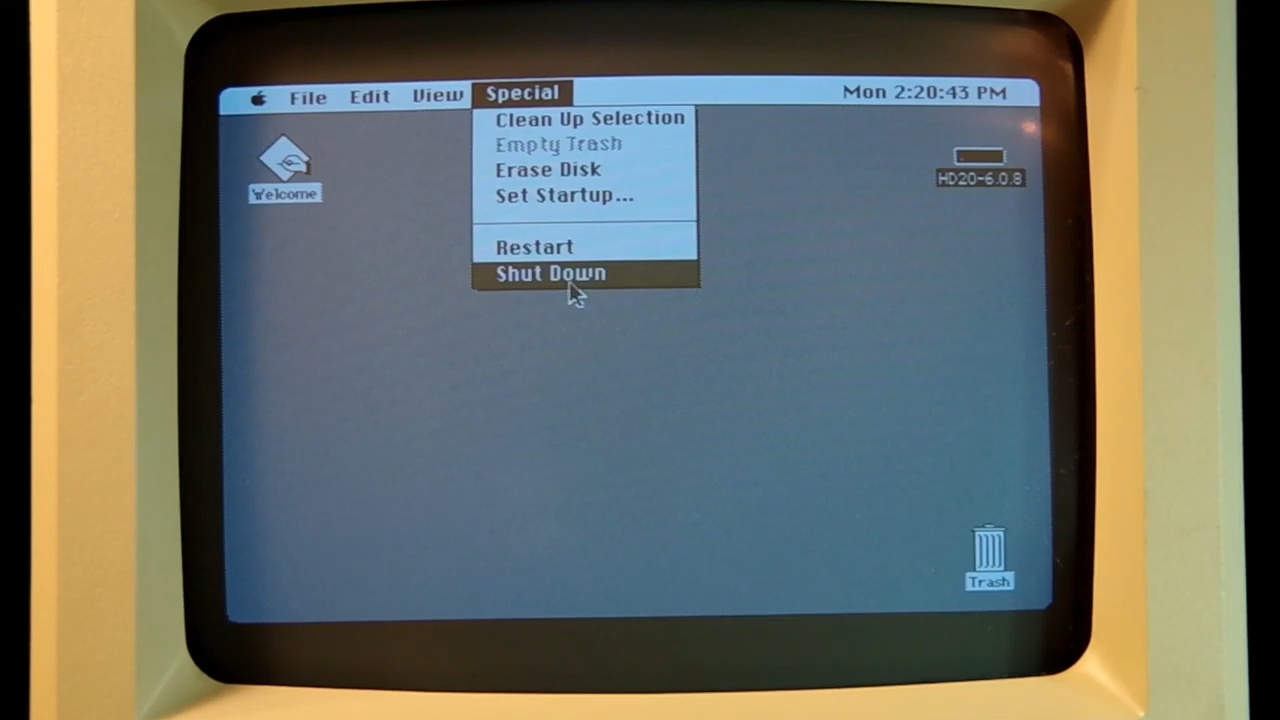 File Edit View Special Mon 2:20:43 PM
Clean Up Selection
Empty Trash
Erase Disk
Set Startup...
Restart
Shut Down
Welcome
HD20-6.0.8
Trash